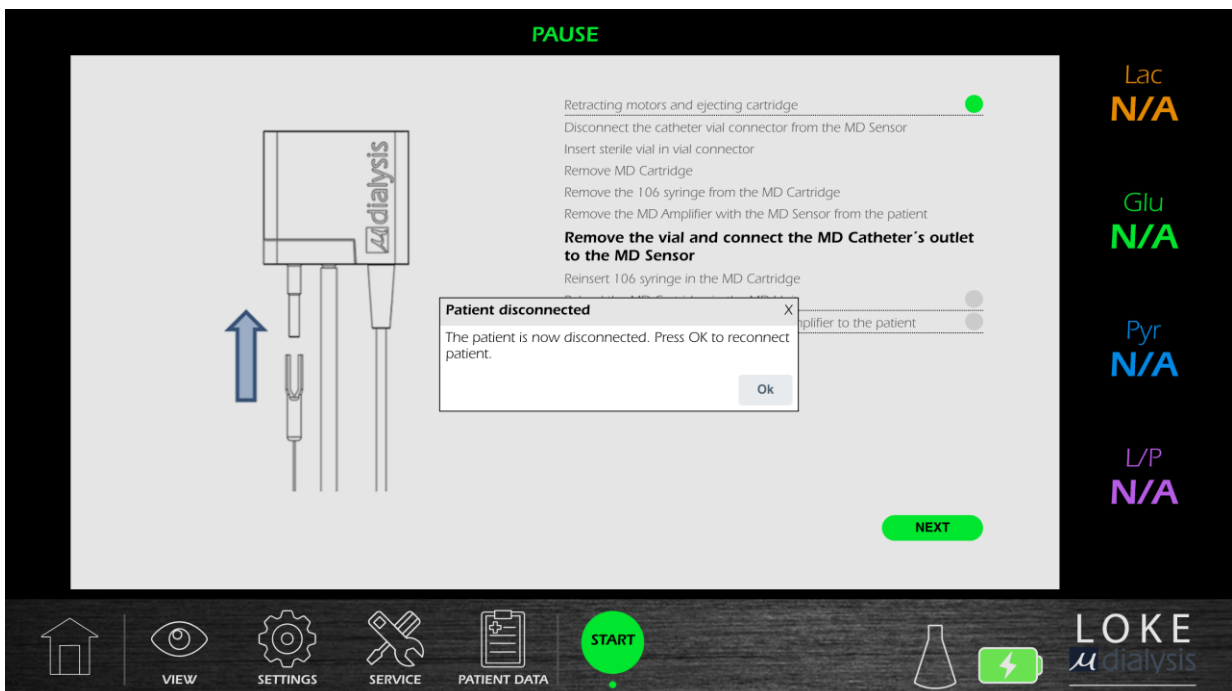 PAUSE
Lac
N/A
Glu
N/A
Pyr
N/A
L/P
N/A
μdialysis
Retracting motors and ejecting cartridge
Disconnect the catheter vial connector from the MD Sensor
Insert sterile vial in vial connector
Remove MD Cartridge
Remove the 106 syringe from the MD Cartridge
Remove the MD Amplifier with the MD Sensor from the patient
Remove the vial and connect the MD Catheter´s outlet
to the MD Sensor
Reinsert 106 syringe in the MD Cartridge
to the patient
Patient disconnected X
The patient is now disconnected. Press OK to reconnect
patient.
Ok
NEXT
VIEW
SETTINGS
SERVICE
PATIENT DATA
START
LOKE
μdialysis